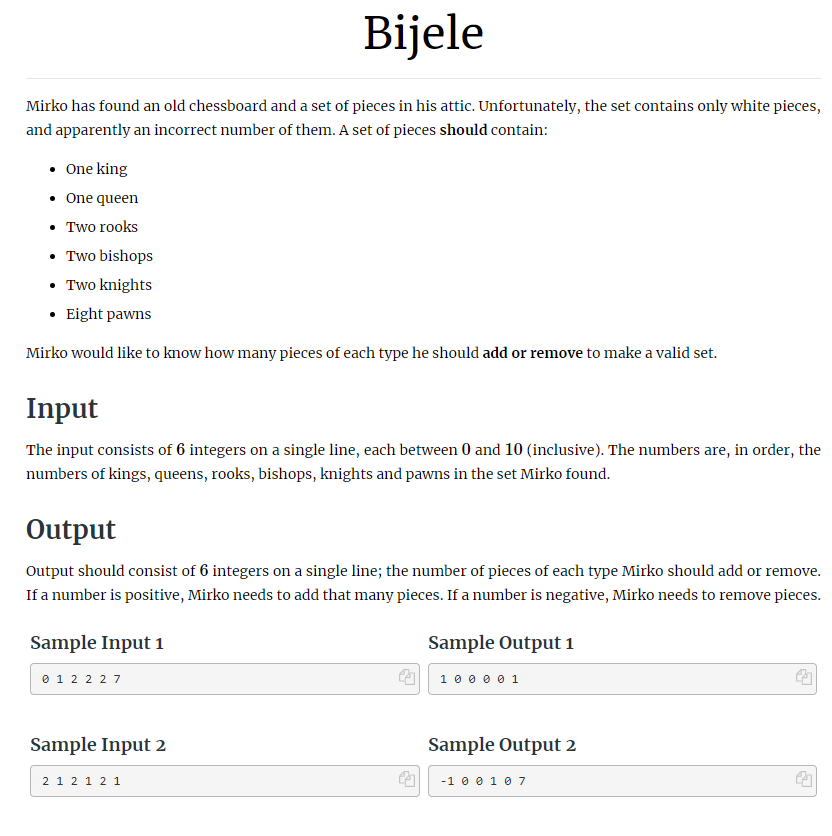 Bijele
Mirko has found an old chessboard and a set of pieces in his attic. Unfortunately, the set contains only white pieces,
and apparently an incorrect number of them. A set of pieces should contain:
• One king
• One queen
• Two rooks
• Two bishops
• Two knights
• Eight pawns
Mirko would like to know how many pieces of each type he should add or remove to make a valid set.
Input
The input consists of 6 integers on a single line, each between 0 and 10 (inclusive). The numbers are, in order, the
numbers of kings, queens, rooks, bishops, knights and pawns in the set Mirko found.
Output
Output should consist of 6 integers on a single line; the number of pieces of each type Mirko should add or remove.
If a number is positive, Mirko needs to add that many pieces. If a number is negative, Mirko needs to remove pieces.
Sample Input 1
0 1 2 2 2 7
Sample Output 1
1 0 0 0 0 1
Sample Input 2
2 1 2 1 2 1
Sample Output 2
-1 0 0 1 0 7